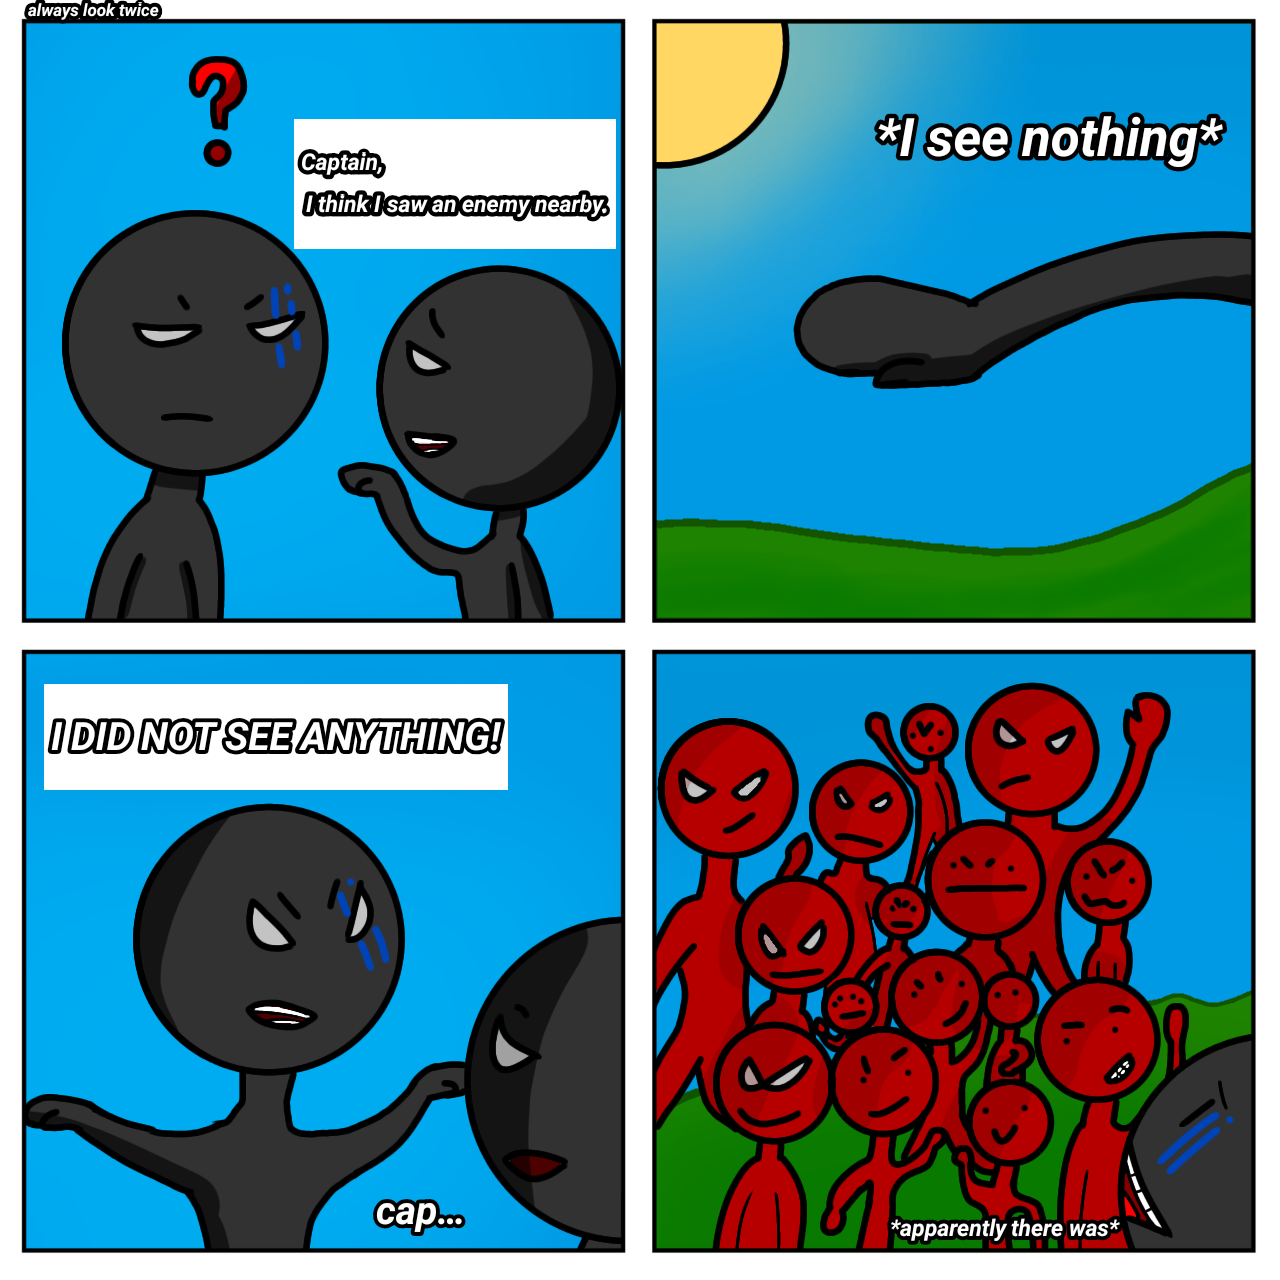 always look twice
?
Captain,
I think I saw an enemy nearby.
*I see nothing*
I DID NOT SEE ANYTHING!
cap...
*apparently there was*